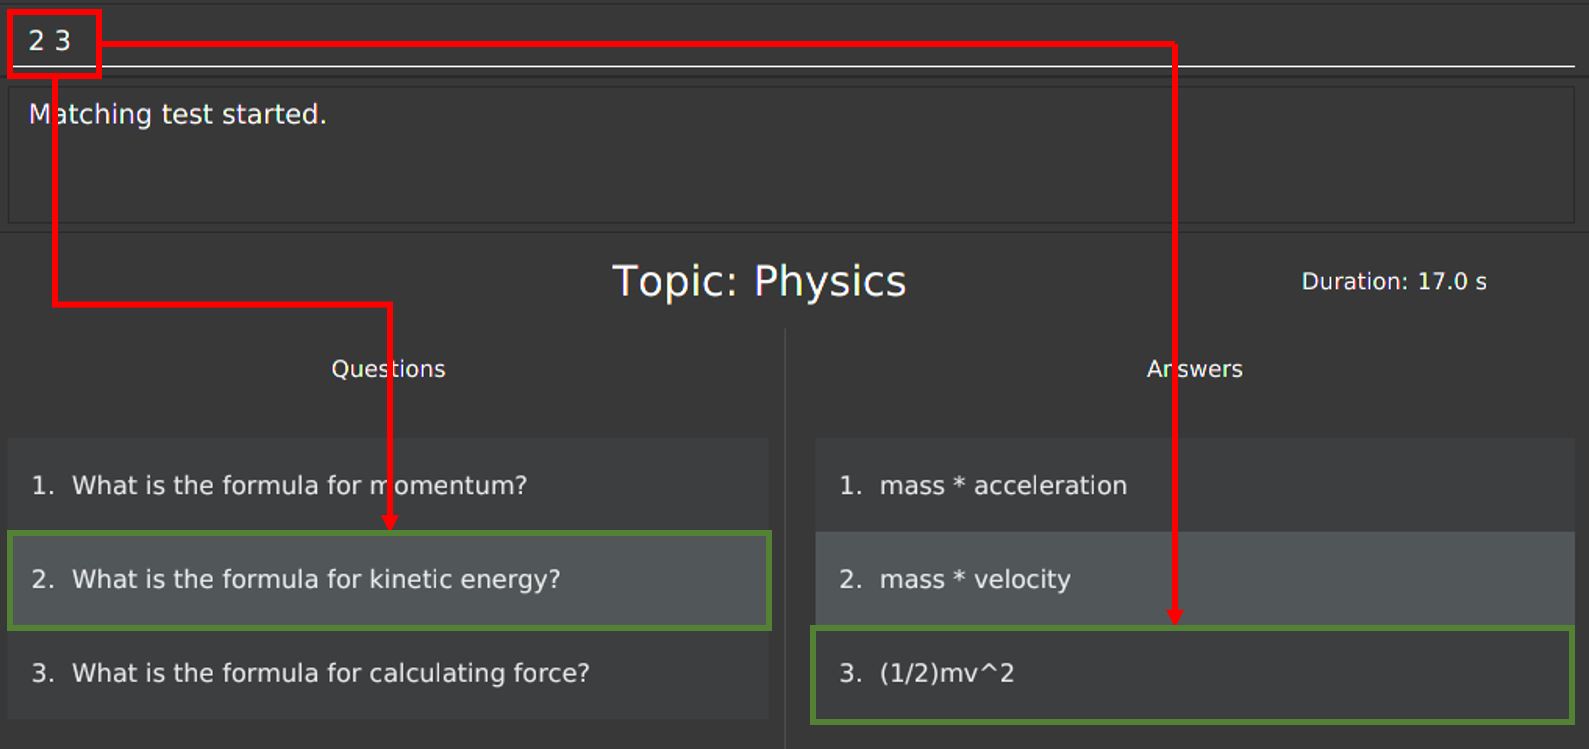 2 3
Matching test started.
Topic: Physics
Duration: 17.0 s
Questions
Answers
1. What is the formula for momentum?
2. What is the formula for kinetic energy?
3. What is the formula for calculating force?
1. mass * acceleration
2. mass * velocity
3. (1/2)mv^2